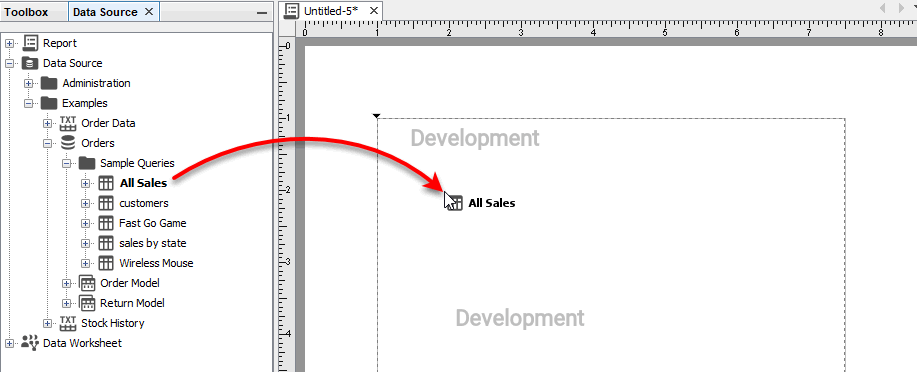 Toolbox
Data Source
Report
Data Source
Administration
Examples
Order Data
Orders
Sample Queries
All Sales
customers
Fast Go Game
sales by state
Wireless Mouse
Order Model
Return Model
Stock History
Data Worksheet
Untitled-5*
0 1 2 3 4 5 6 7 8
0
1
2
3
4
Development
All Sales
Development
TXT
TXT